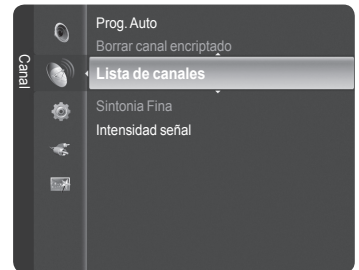 Canal
Prog. Auto
Borrar canal encriptado
Lista de canales
Sintonia Fina
Intensidad señal